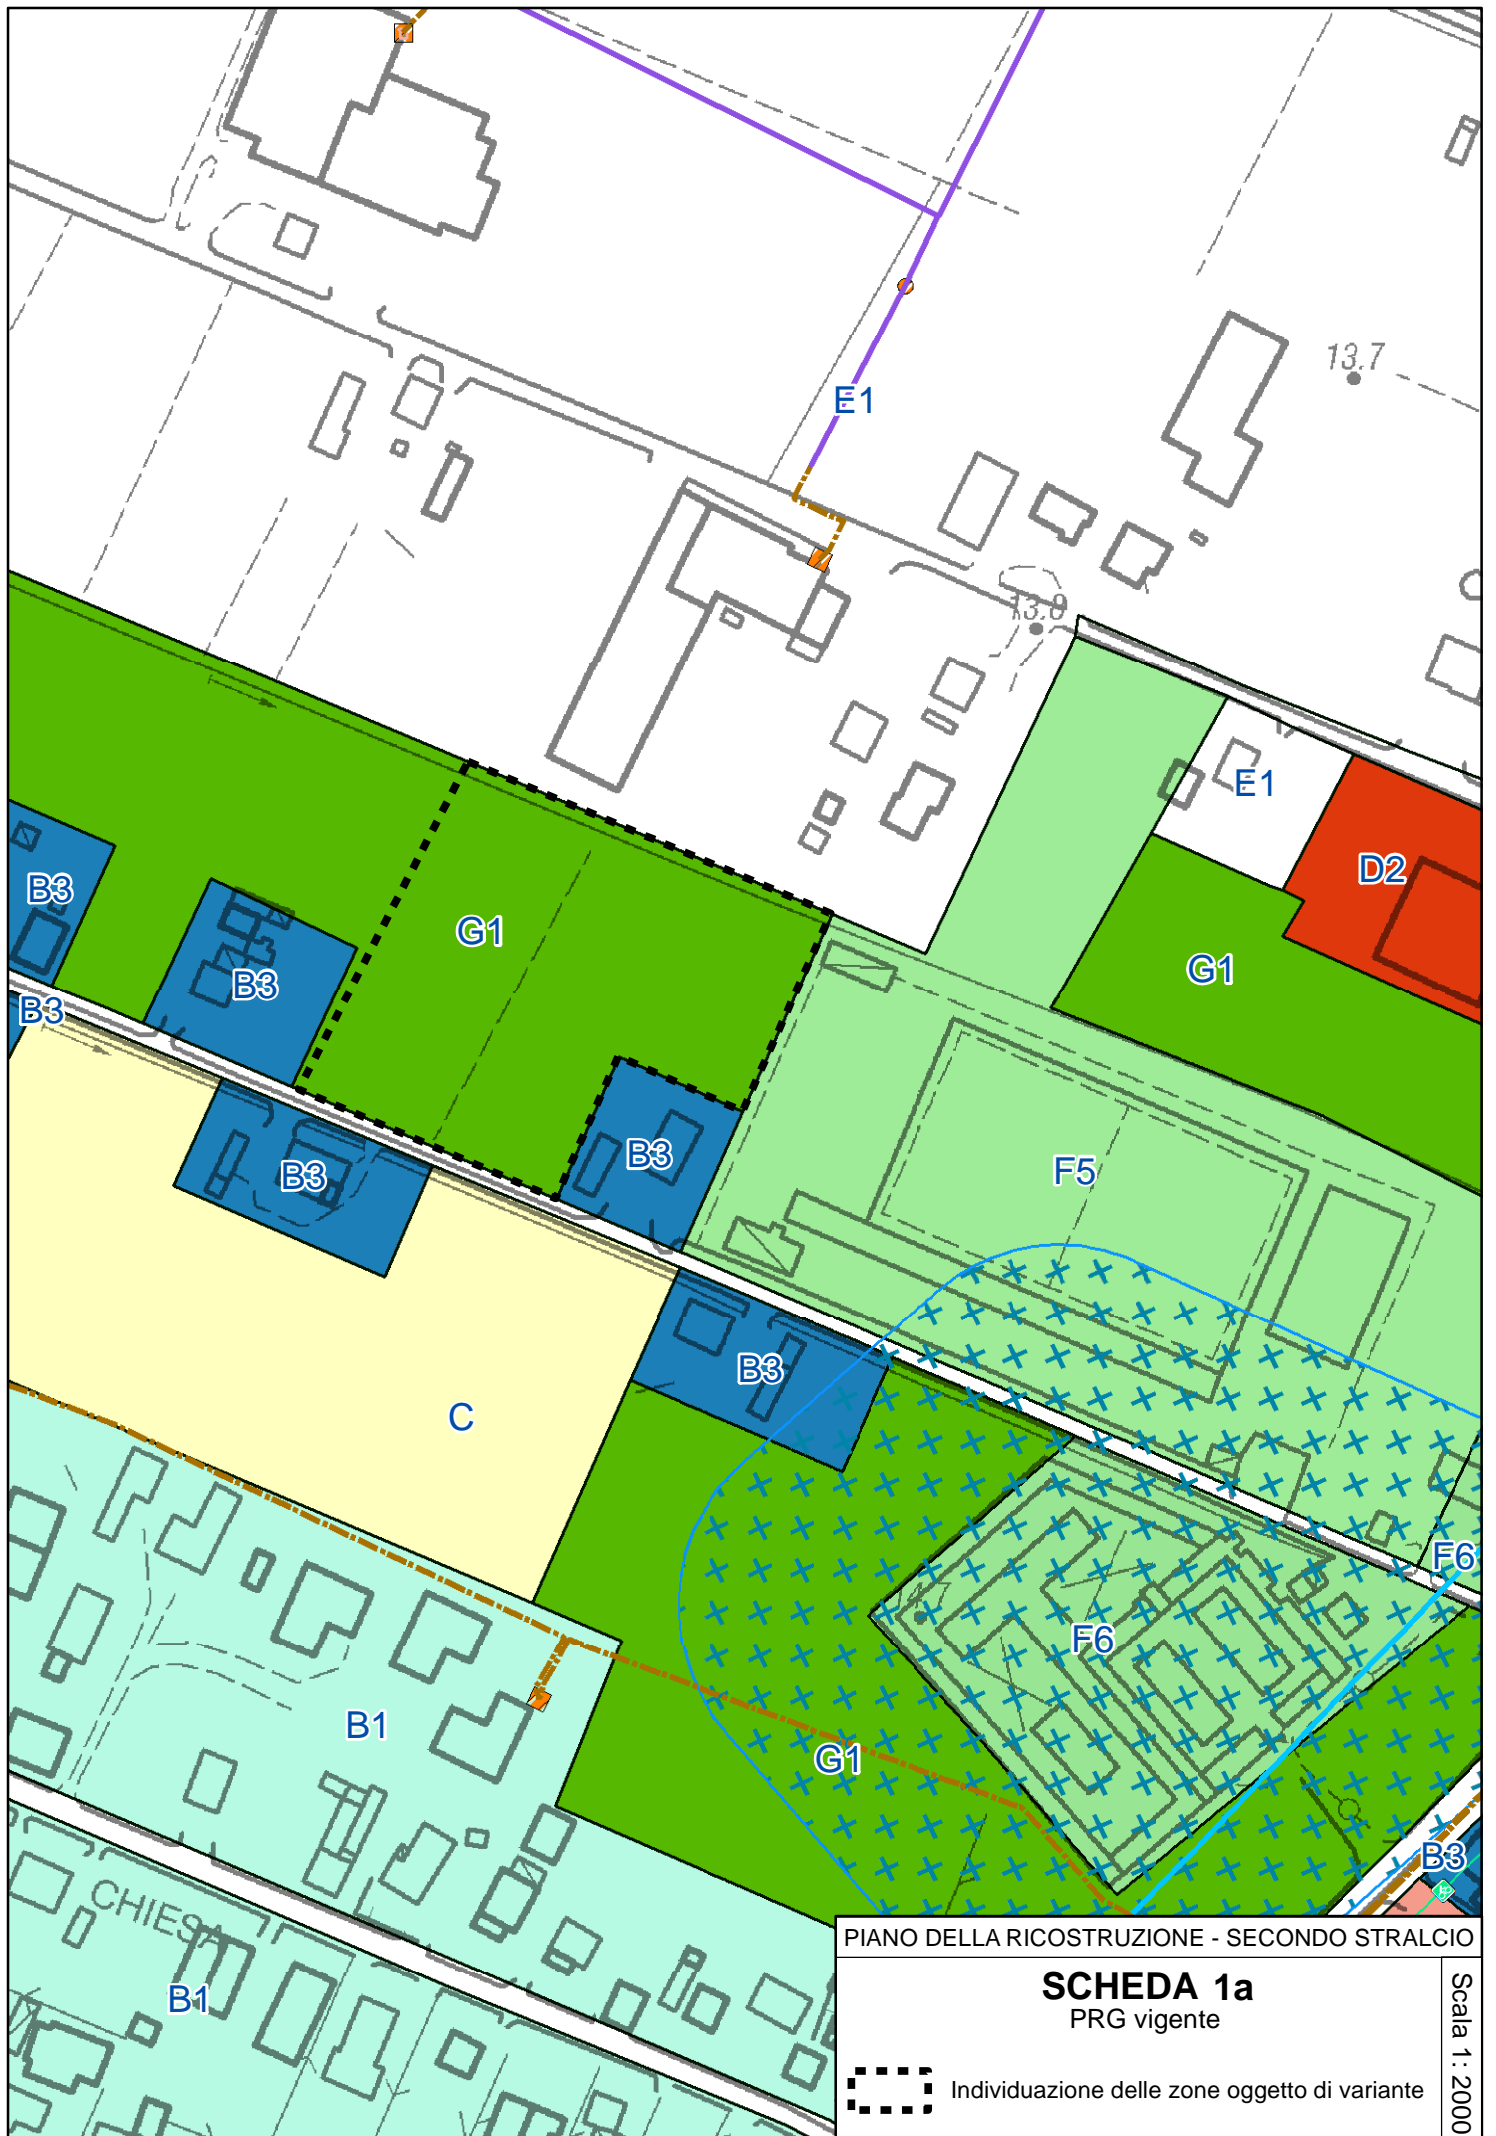 13.7
E1
13.8
E1
D2
B3
G1
G1
B3
B3
B3
B3
F5
B3
C
F6
F6
B1
G1
B3
CHIESA
B1
PIANO DELLA RICOSTRUZIONE - SECONDO STRALCIO
SCHEDA 1a
PRG vigente
Individuazione delle zone oggetto di variante
Scala 1: 2000